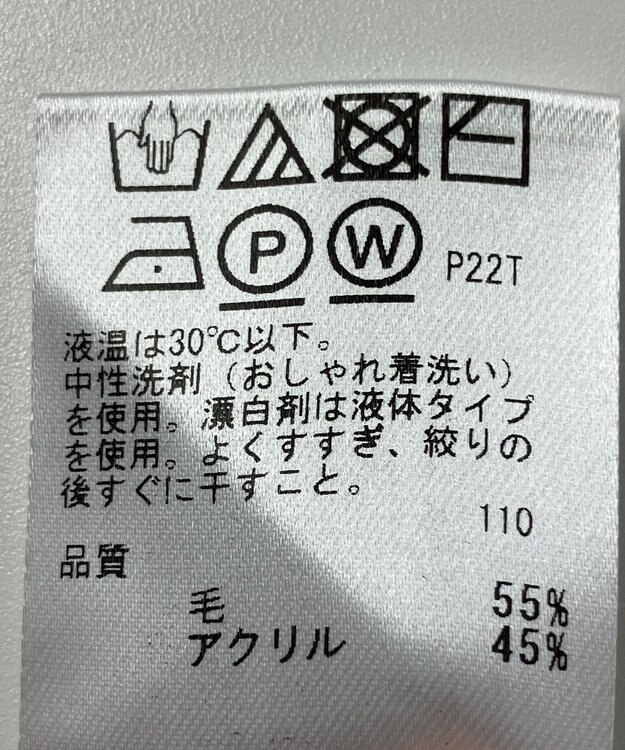 P
W
P22T
液温は30℃以下。
中性洗剤（おしゃれ着洗い）
を使用。漂白剤は液体タイプ
を使用。よくすすぎ、絞りの
後すぐに干すこと。
110
品質
毛 55%
アクリル 45%